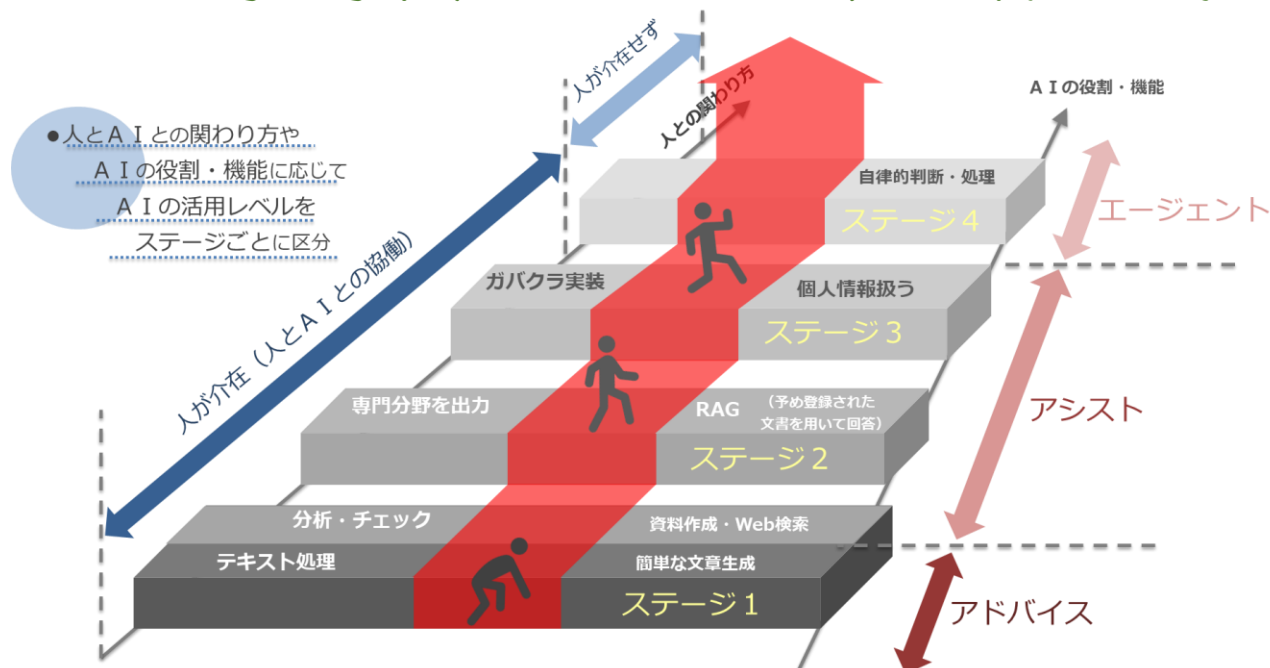 人が介在せず
人との関わり方
AIの役割・機能
●人とAIとの関わり方や
AIの役割・機能に応じて
AIの活用レベルを
ステージごとに区分
人が介在(人とAIとの協働)
自律的判断・処理
ステージ4
エージェント
ガバクラ実装
個人情報扱う
ステージ3
アシスト
専門分野を出力
RAG
(予め登録された
文書を用いて回答)
ステージ2
分析・チェック
資料作成・Web検索
テキスト処理
簡単な文章生成
ステージ1
アドバイス